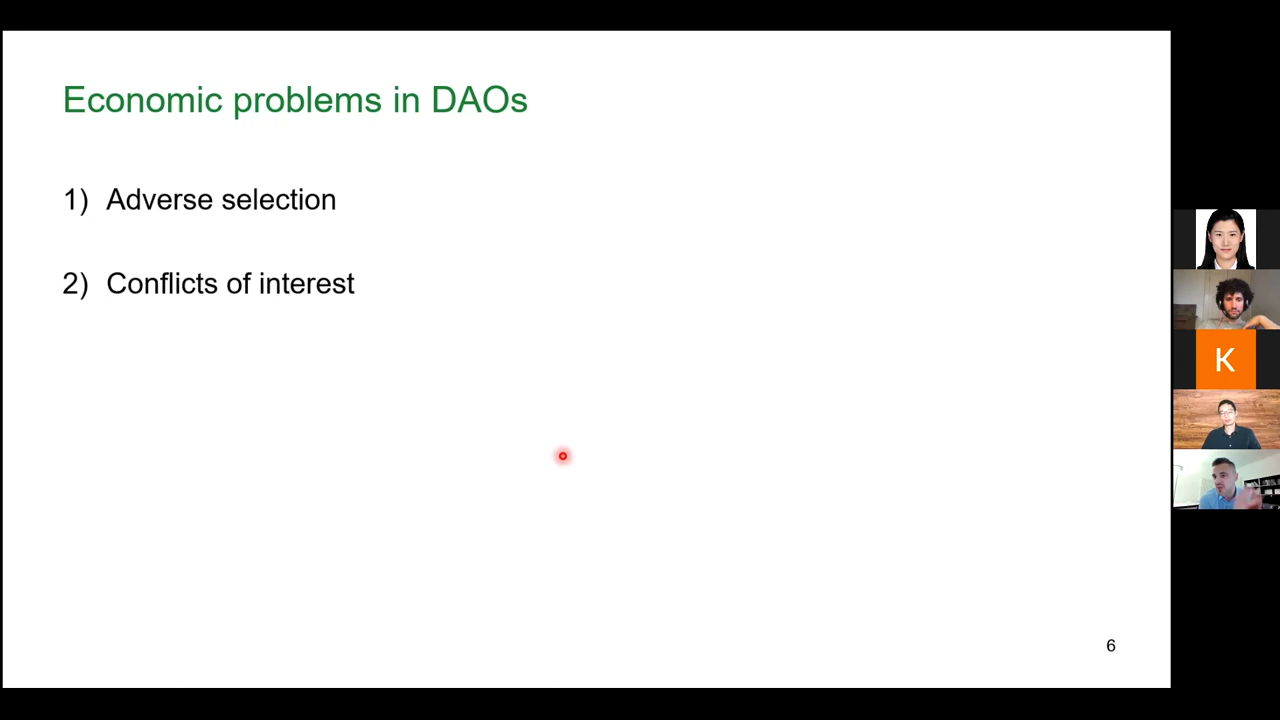 Economic problems in DAOs
1) Adverse selection
2) Conflicts of interest
K
6